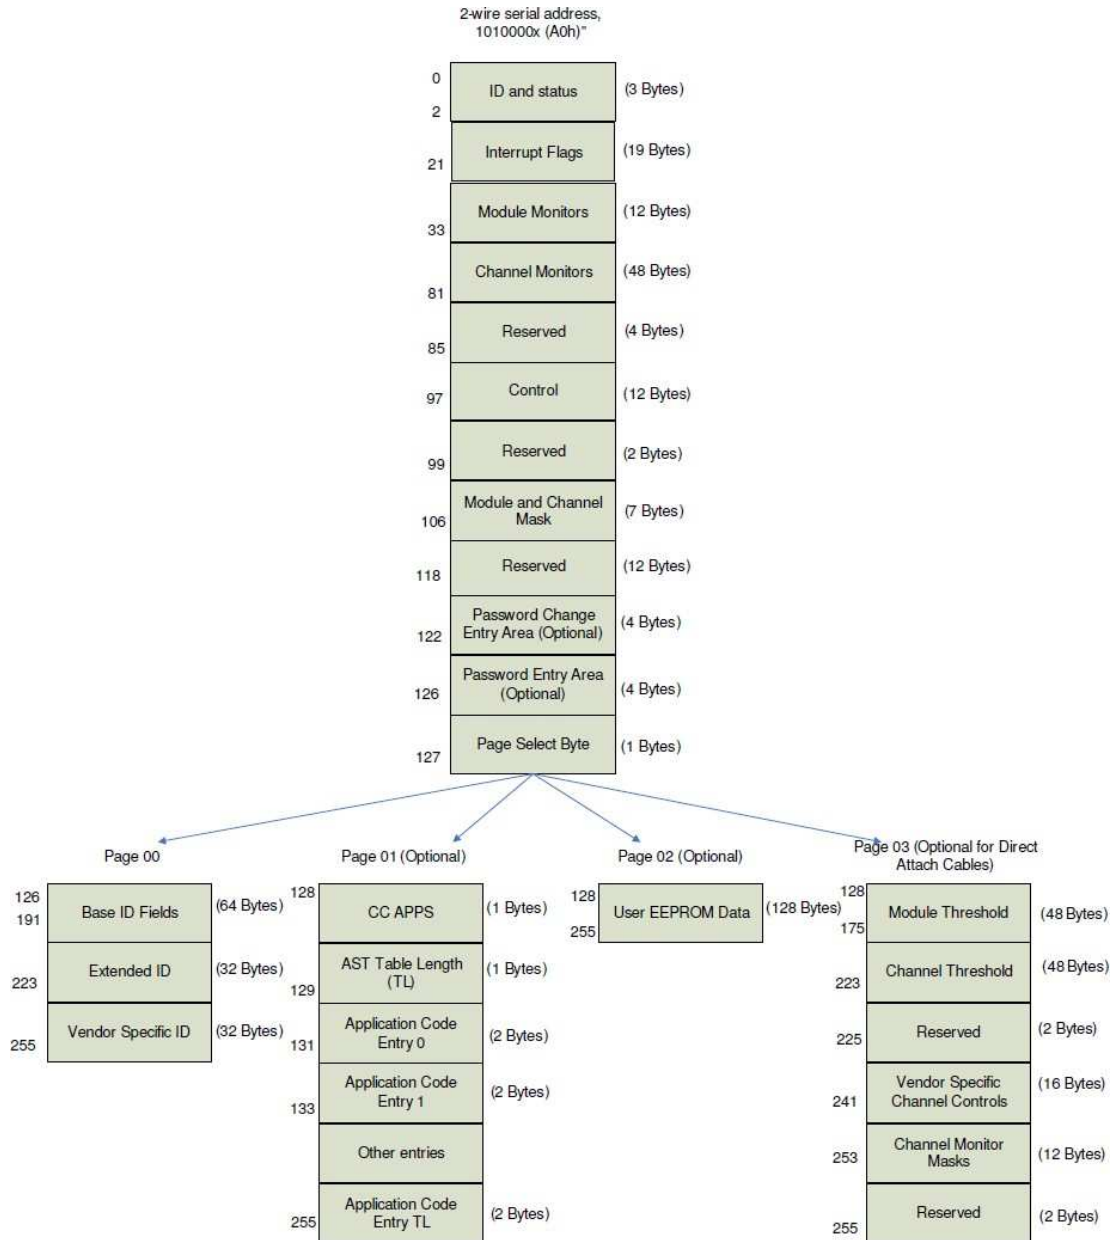 2-wire serial address,
1010000x (A0h)"
0
ID and status
(3 Bytes)
2
Interrupt Flags
(19 Bytes)
21
Module Monitors
(12 Bytes)
33
Channel Monitors
(48 Bytes)
81
Reserved
(4 Bytes)
85
Control
(12 Bytes)
97
Reserved
(2 Bytes)
99
Module and Channel
Mask
(7 Bytes)
106
Reserved
(12 Bytes)
118
Password Change
Entry Area (Optional)
(4 Bytes)
122
Password Entry Area
(Optional)
(4 Bytes)
126
Page Select Byte
(1 Bytes)
127
Page 00
126
191
Base ID Fields
(64 Bytes)
Extended ID
(32 Bytes)
223
Vendor Specific ID
(32 Bytes)
255
Page 01 (Optional)
128
CC APPS
(1 Bytes)
AST Table Length
(TL)
(1 Bytes)
129
Application Code
Entry 0
(2 Bytes)
131
Application Code
Entry 1
(2 Bytes)
133
Other entries
Application Code
Entry TL
(2 Bytes)
255
Page 02 (Optional)
128
255
User EEPROM Data
(128 Bytes)
Page 03 (Optional for Direct
Attach Cables)
128
175
Module Threshold
(48 Bytes)
Channel Threshold
(48 Bytes)
223
Reserved
(2 Bytes)
225
Vendor Specific
Channel Controls
(16 Bytes)
241
Channel Monitor
Masks
(12 Bytes)
253
Reserved
(2 Bytes)
255